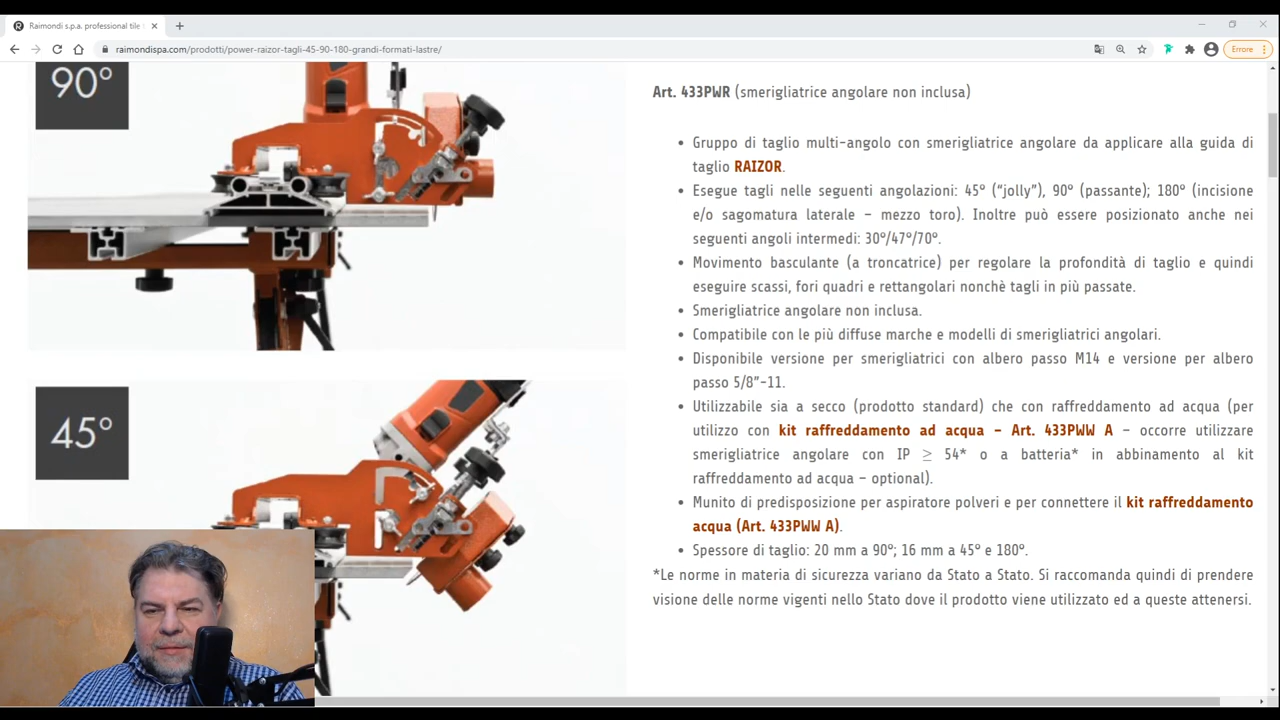 Raimondi s.p.a. professional tile
raimondispa.com/prodotti/power-raizor-tagli-45-90-180-grandi-formati-lastre/
Errore
90°
45°
Art. 433PWR (smerigliatrice angolare non inclusa)
Gruppo di taglio multi-angolo con smerigliatrice angolare da applicare alla guida di
taglio RAIZOR.
Esegue tagli nelle seguenti angolazioni: 45° (“jolly”), 90° (passante); 180° (incisione
e/o sagomatura laterale – mezzo toro). Inoltre può essere posizionato anche nei
seguenti angoli intermedi: 30°/47°/70°.
Movimento basculante (a troncatrice) per regolare la profondità di taglio e quindi
eseguire scassi, fori quadri e rettangolari nonchè tagli in più passate.
Smerigliatrice angolare non inclusa.
Compatibile con le più diffuse marche e modelli di smerigliatrici angolari.
Disponibile versione per smerigliatrici con albero passo M14 e versione per albero
passo 5/8”-11.
Utilizzabile sia a secco (prodotto standard) che con raffreddamento ad acqua (per
utilizzo con kit raffreddamento ad acqua – Art. 433PWW A – occorre utilizzare
smerigliatrice angolare con IP ≥ 54* o a batteria* in abbinamento al kit
raffreddamento ad acqua – optional).
Munito di predisposizione per aspiratore polveri e per connettere il kit raffreddamento
acqua (Art. 433PWW A).
Spessore di taglio: 20 mm a 90°; 16 mm a 45° e 180°.
*Le norme in materia di sicurezza variano da Stato a Stato. Si raccomanda quindi di prendere
visione delle norme vigenti nello Stato dove il prodotto viene utilizzato ed a queste attenersi.